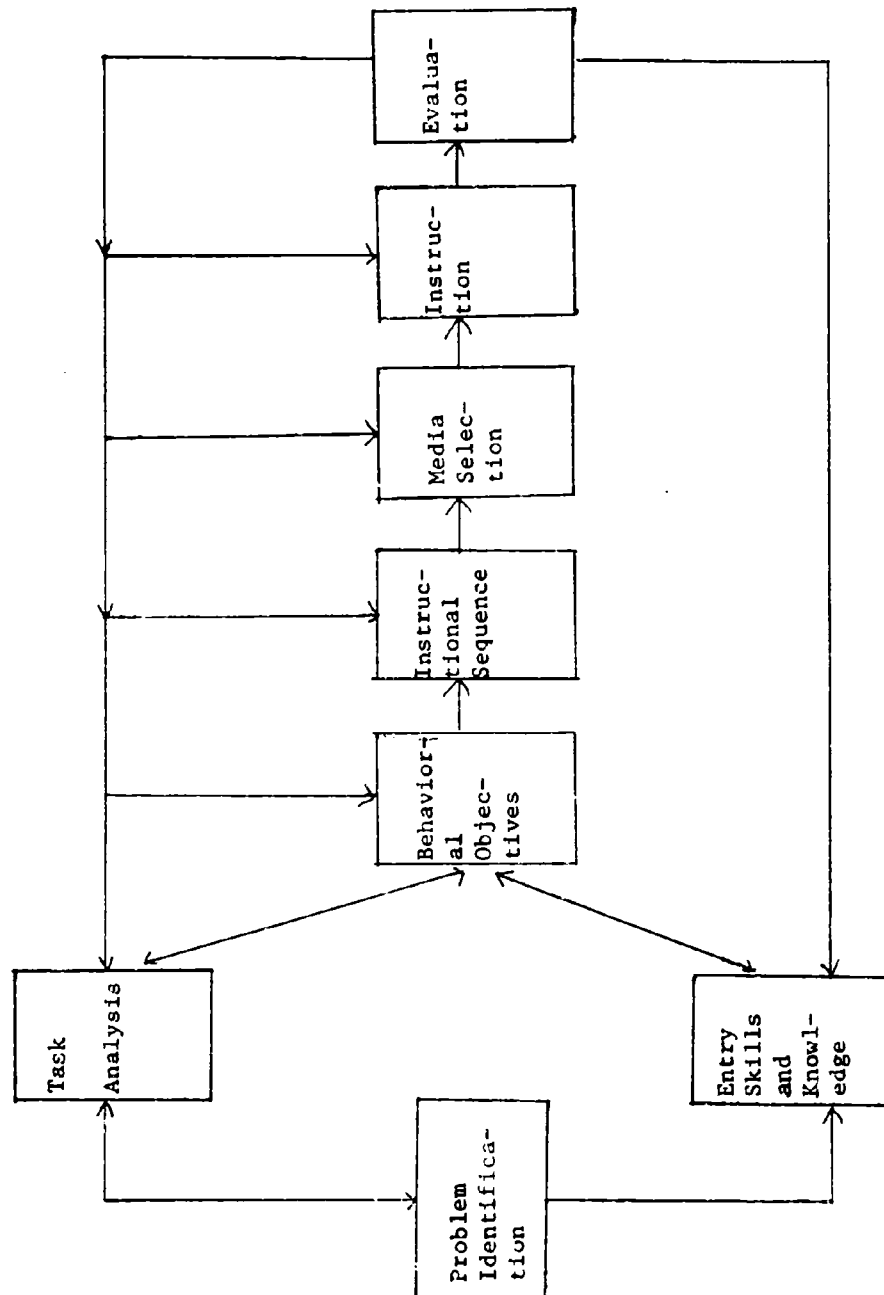 Problem
Identifica-
tion
Task
Analysis
Entry
Skills
and
Knowl-
edge
Behavior-
al
Objec-
tives
Instruc-
tional
Sequence
Media
Selec-
tion
Instruc-
tion
Evalua-
tion